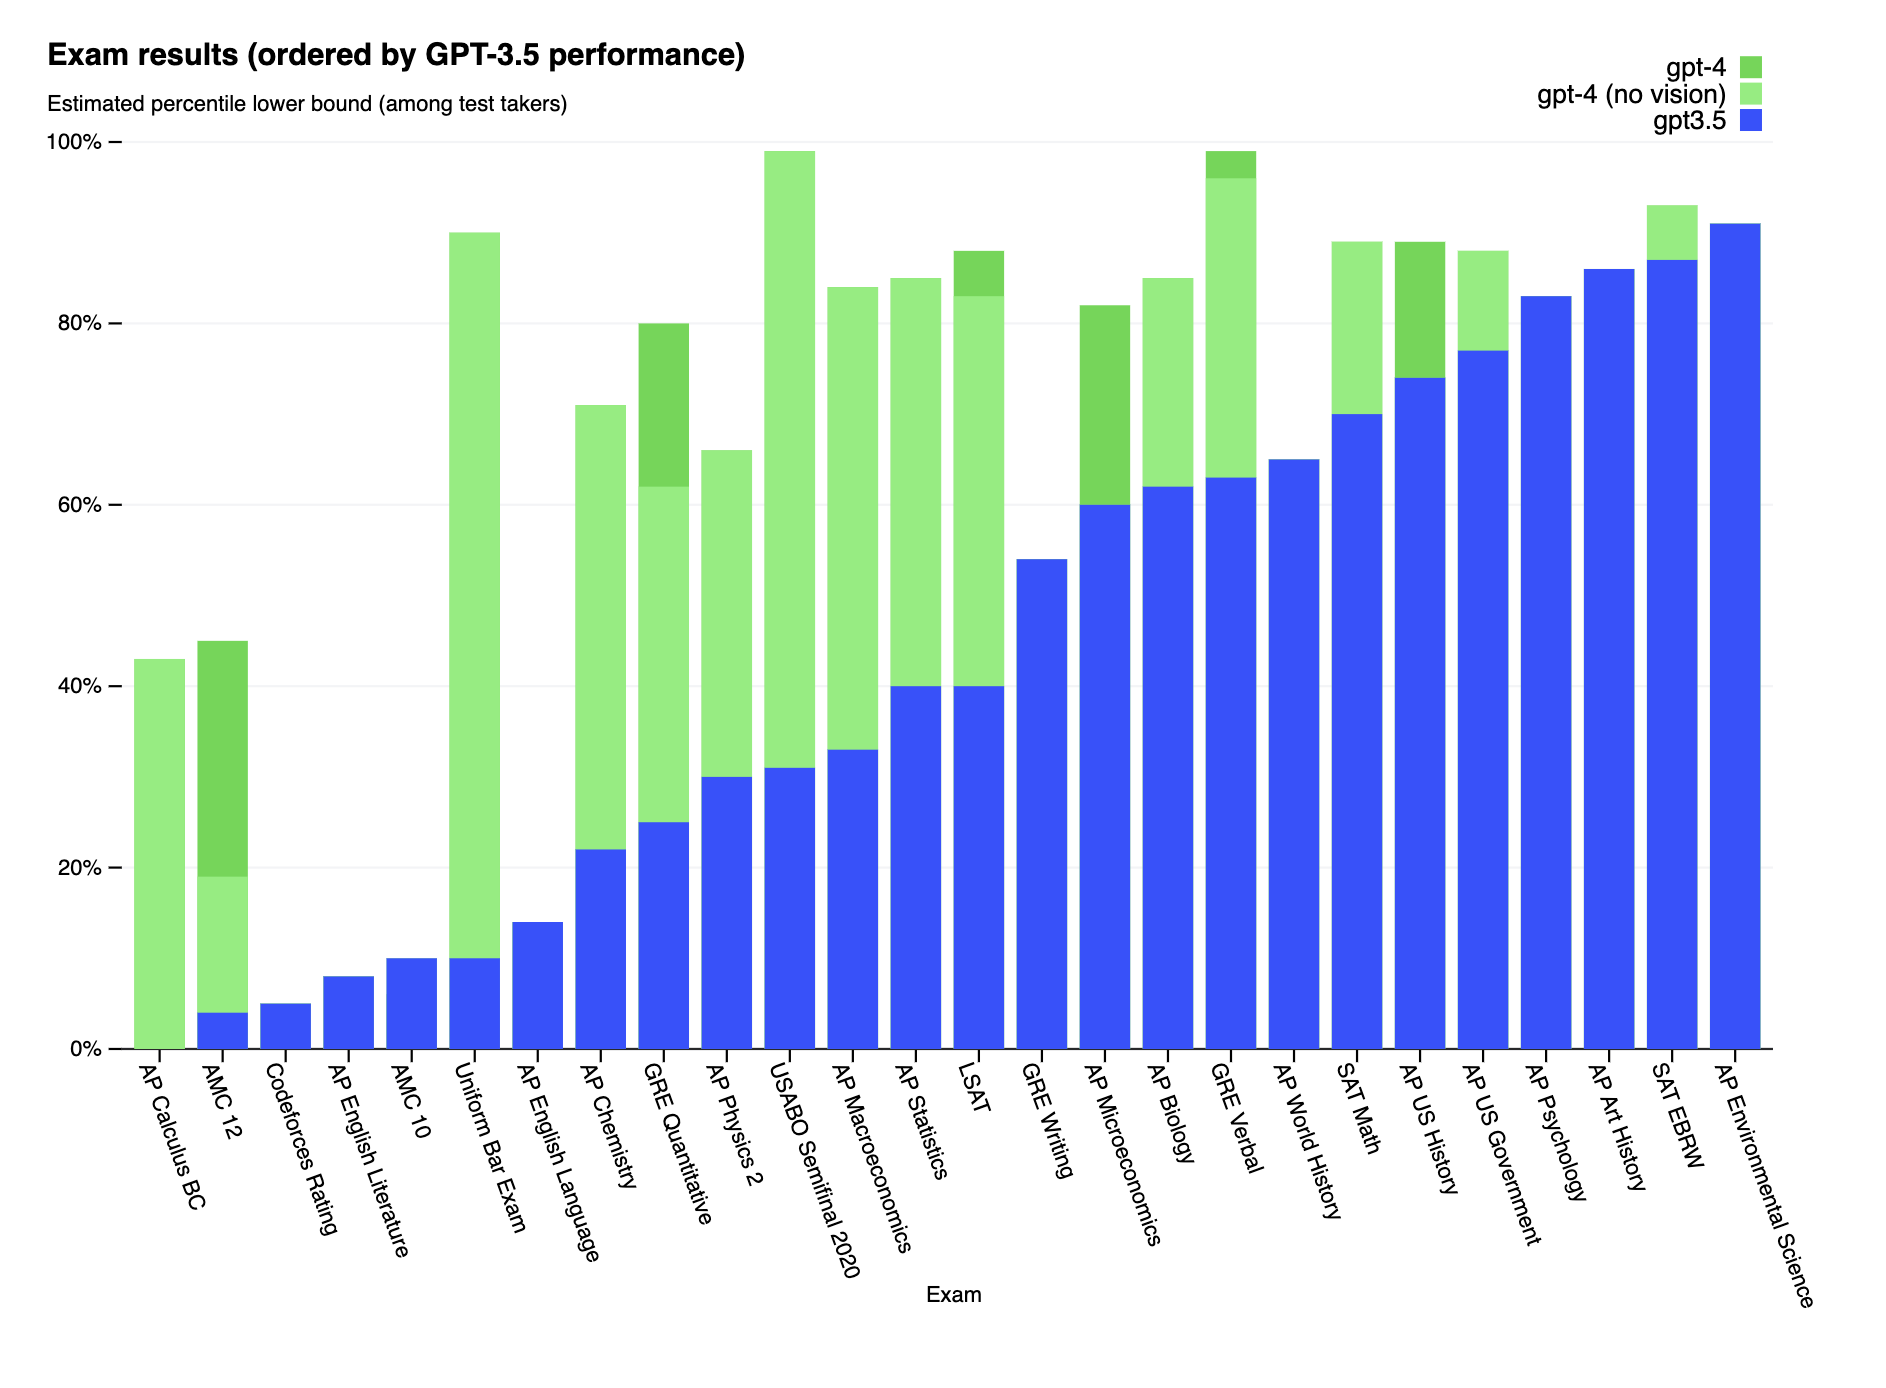 Exam results (ordered by GPT-3.5 performance)
Estimated percentile lower bound (among test takers)
gpt-4
gpt-4 (no vision)
gpt3.5
100%
80%
60%
40%
20%
0%
AP Calculus BC
AMC 12
Codeforces Rating
AP English Literature
AMC 10
Uniform Bar Exam
AP English Language
AP Chemistry
GRE Quantitative
AP Physics 2
USABO Semifinal 2020
AP Macroeconomics
AP Statistics
LSAT
GRE Writing
AP Microeconomics
AP Biology
GRE Verbal
AP World History
SAT Math
AP US History
AP US Government
AP Psychology
AP Art History
SAT EBRW
AP Environmental Science
Exam